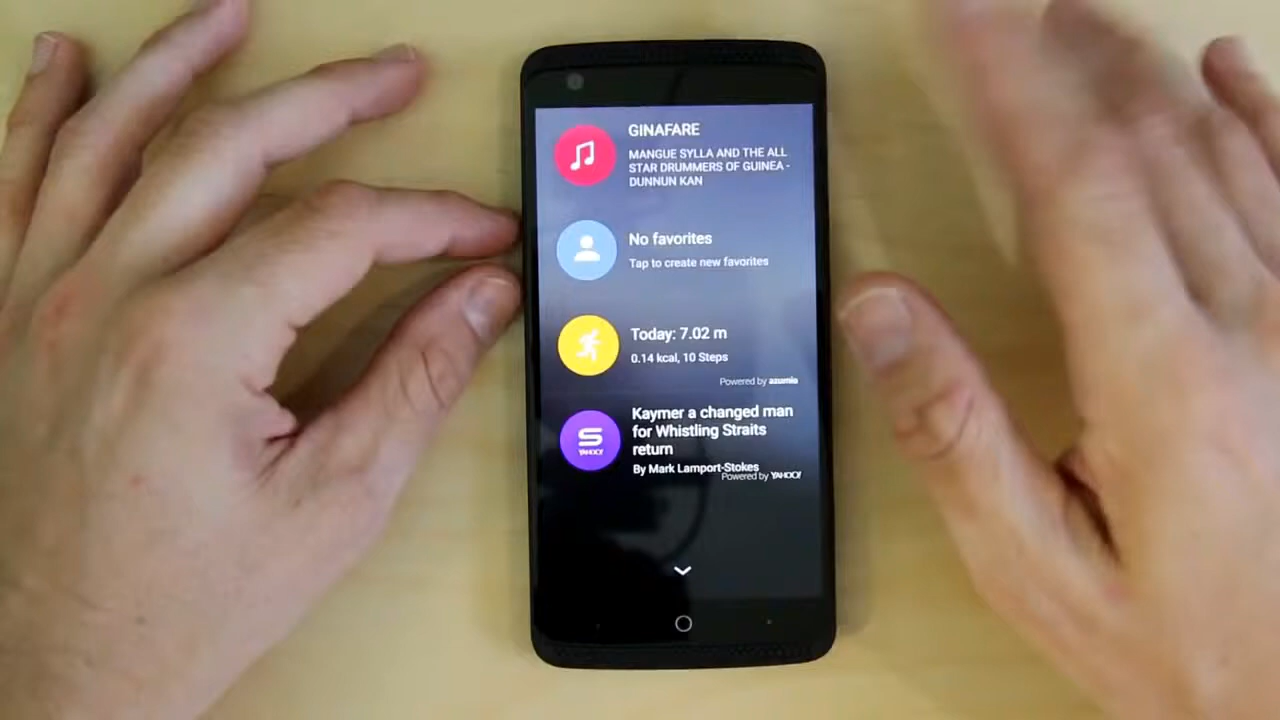 GINAFARE
MANGUE SYLLA AND THE ALL
STAR DRUMMERS OF GUINEA -
DUNNUN KAN
No favorites
Tap to create new favorites
Today: 7.02 m
0.14 kcal, 10 Steps
Powered by azumio
Kaymer a changed man
for Whistling Straits
return
S
YAHOO!
By Mark Lamport-Stokes
Powered by YAHOO!